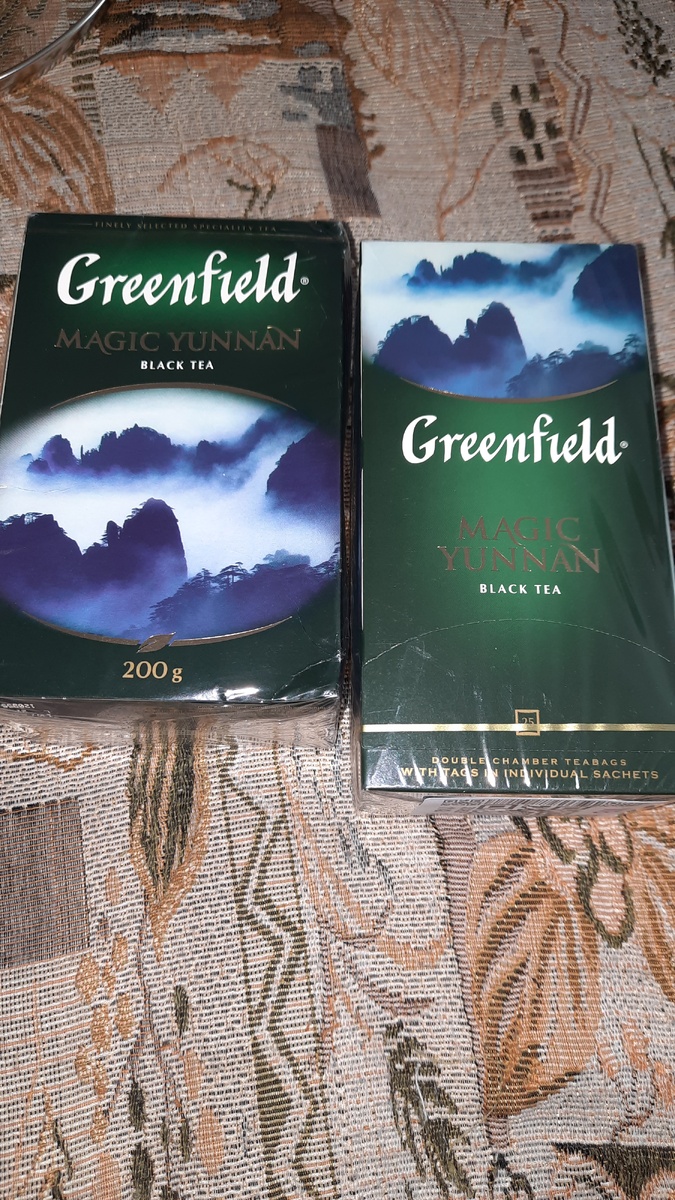 FINELY SELECTED SPECIALITY TEA
Greenfield®
MAGIC YUNNAN
BLACK TEA
200 g
Greenfield®
MAGIC
YUNNAN
BLACK TEA
25
DOUBLE CHAMBER TEABAGS
WITH TAGS IN INDIVIDUAL SACHETS